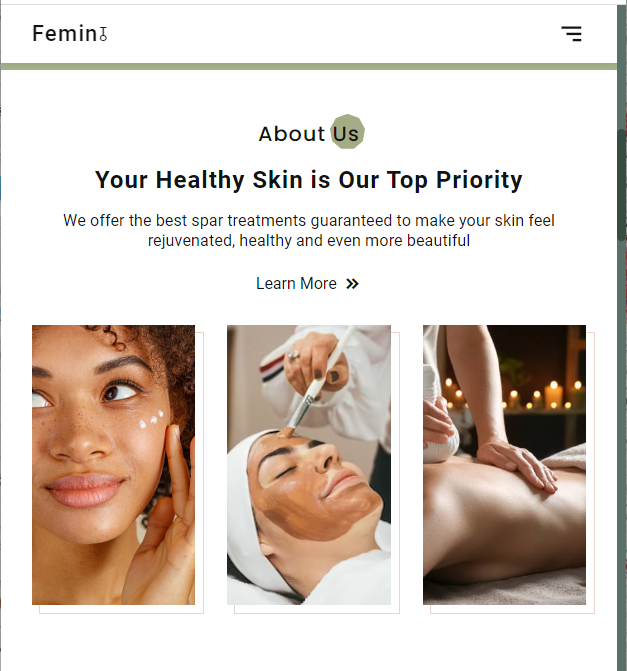 Femin
About Us
Your Healthy Skin is Our Top Priority
We offer the best spar treatments guaranteed to make your skin feel
rejuvenated, healthy and even more beautiful
Learn More